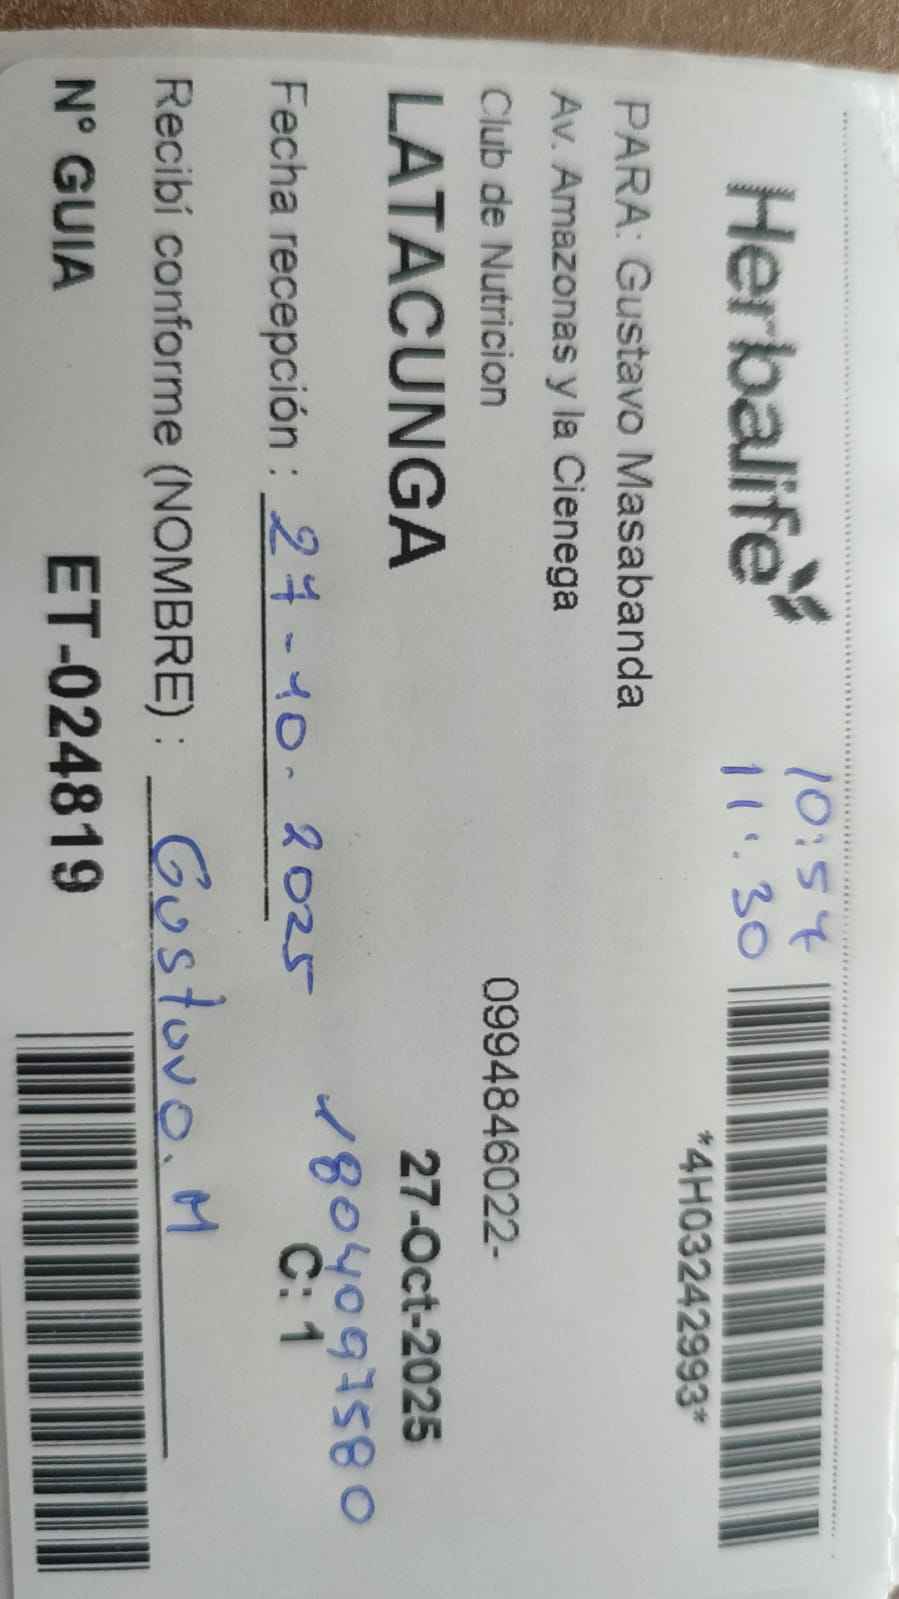 Herbalife
10:57
11:30
*4H03242993*
PARA: Gustavo Masabanda
Av. Amazonas y la Cienega
Club de Nutricion 0994846022-
LATACUNGA 27-Oct-2025
1804097580
Fecha recepción : 27-10-2025 C: 1
Recibí conforme (NOMBRE) : Gustavo. M
N° GUIA ET-024819